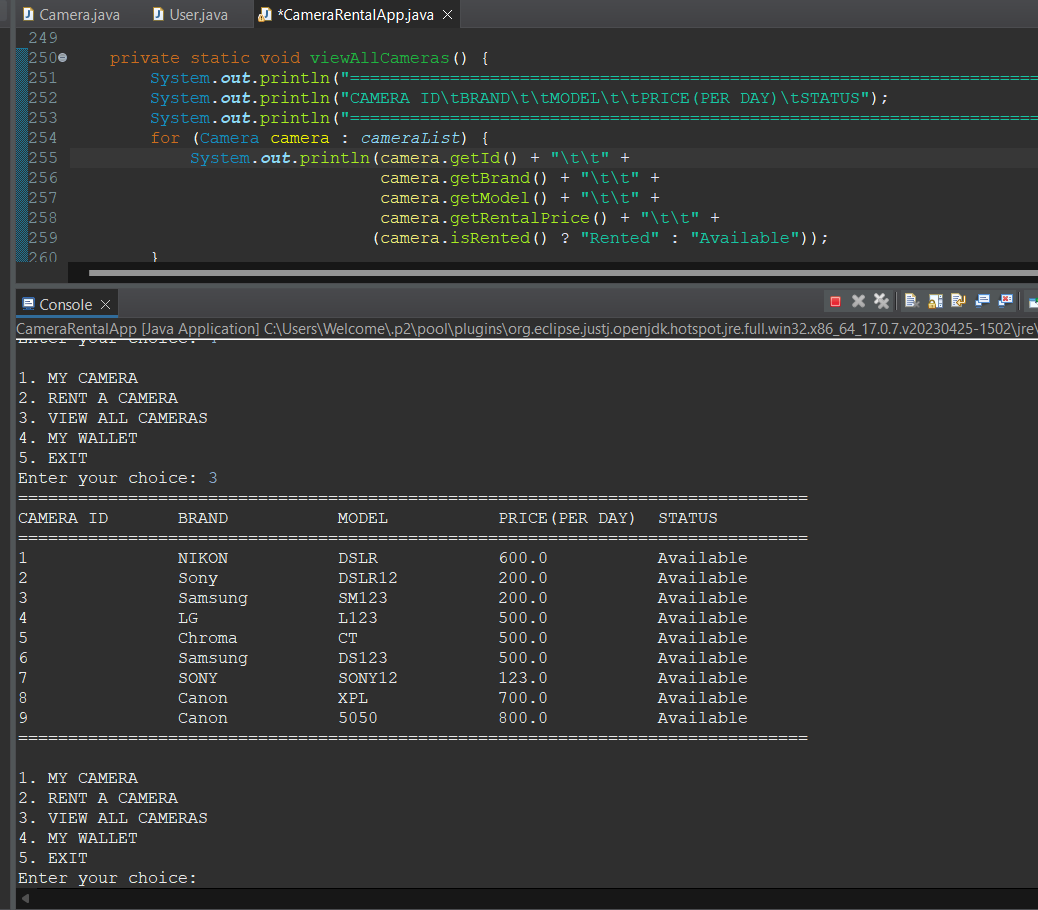 Camera.java User.java *CameraRentalApp.java
249
250 private static void viewAllCameras() {
251 System.out.println("=====================================================================
252 System.out.println("CAMERA ID\tBRAND\t\tMODEL\t\tPRICE(PER DAY)\tSTATUS");
253 System.out.println("=====================================================================
254 for (Camera camera : cameraList) {
255 System.out.println(camera.getId() + "\t\t" +
256 camera.getBrand() + "\t\t" +
257 camera.getModel() + "\t\t" +
258 camera.getRentalPrice() + "\t\t" +
259 (camera.isRented() ? "Rented" : "Available"));
260 }
Console
CameraRentalApp [Java Application] C:\Users\Welcome\.p2\pool\plugins\org.eclipse.justj.openjdk.hotspot.jre.full.win32.x86_64_17.0.7.v20230425-1502\jre\
Enter your choice:
1. MY CAMERA
2. RENT A CAMERA
3. VIEW ALL CAMERAS
4. MY WALLET
5. EXIT
Enter your choice: 3
===============================================================================
CAMERA ID BRAND MODEL PRICE(PER DAY) STATUS
===============================================================================
1 NIKON DSLR 600.0 Available
2 Sony DSLR12 200.0 Available
3 Samsung SM123 200.0 Available
4 LG L123 500.0 Available
5 Chroma CT 500.0 Available
6 Samsung DS123 500.0 Available
7 SONY SONY12 123.0 Available
8 Canon XPL 700.0 Available
9 Canon 5050 800.0 Available
===============================================================================
1. MY CAMERA
2. RENT A CAMERA
3. VIEW ALL CAMERAS
4. MY WALLET
5. EXIT
Enter your choice: